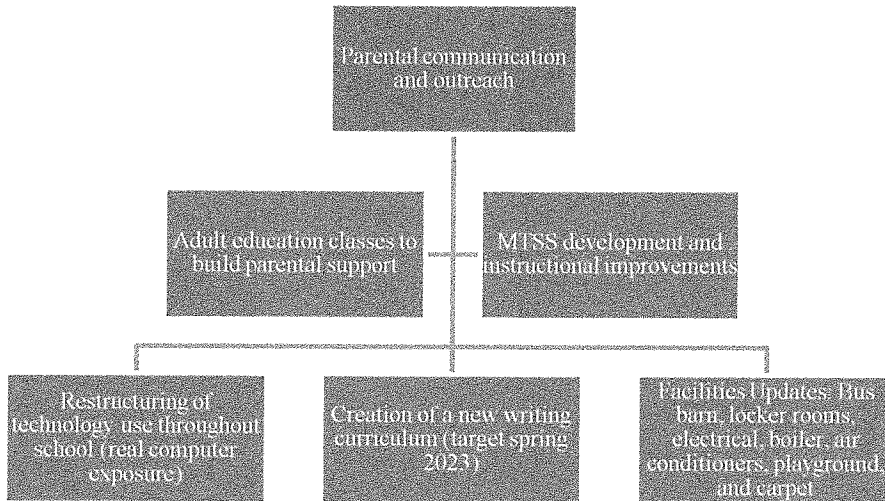 Parental communication
and outreach
Adult education classes to
build parental support
MTSS development and
instructional improvements
Restructuring of
technology use throughout
school (real computer
exposure)
Creation of a new writing
curriculum (target spring
2023)
Facilities Updates: Bus
barn, locker rooms,
electrical, boiler, air
conditioners, playground,
and carpet